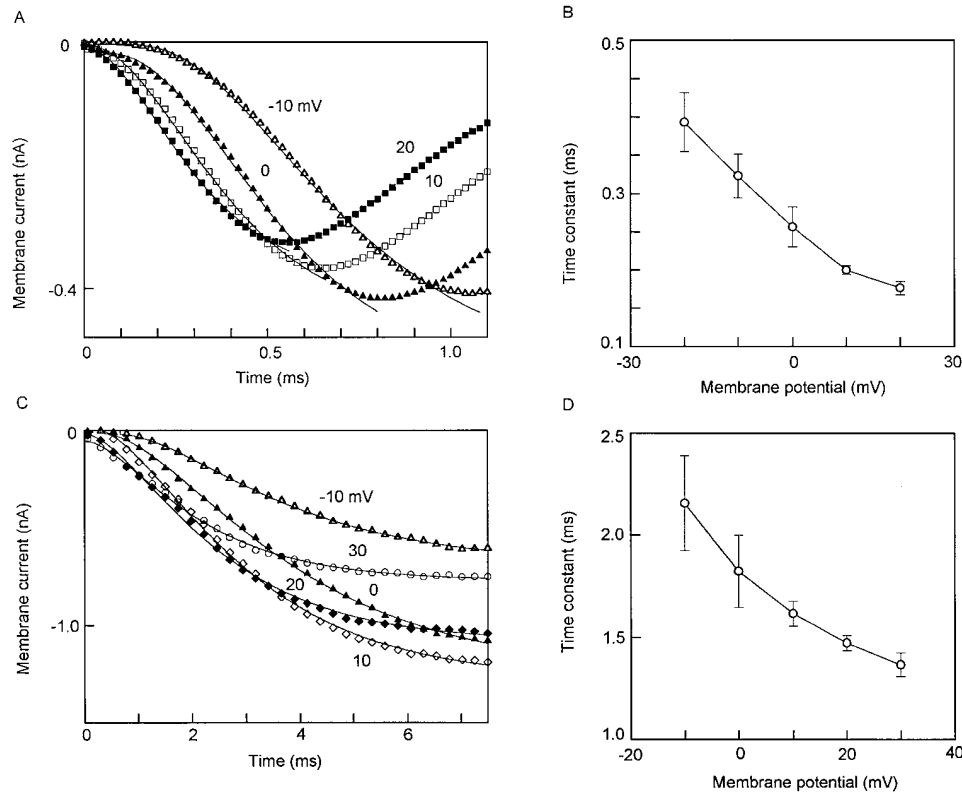 A
0
-0.4
Membrane current (nA)
-10 mV
0
20
10
0
0.5
1.0
Time (ms)
B
0.5
0.3
0.1
Time constant (ms)
-30
0
30
Membrane potential (mV)
C
0
-1.0
Membrane current (nA)
-10 mV
30
20
0
10
0
2
4
6
Time (ms)
D
2.5
2.0
1.5
1.0
Time constant (ms)
-20
0
20
40
Membrane potential (mV)